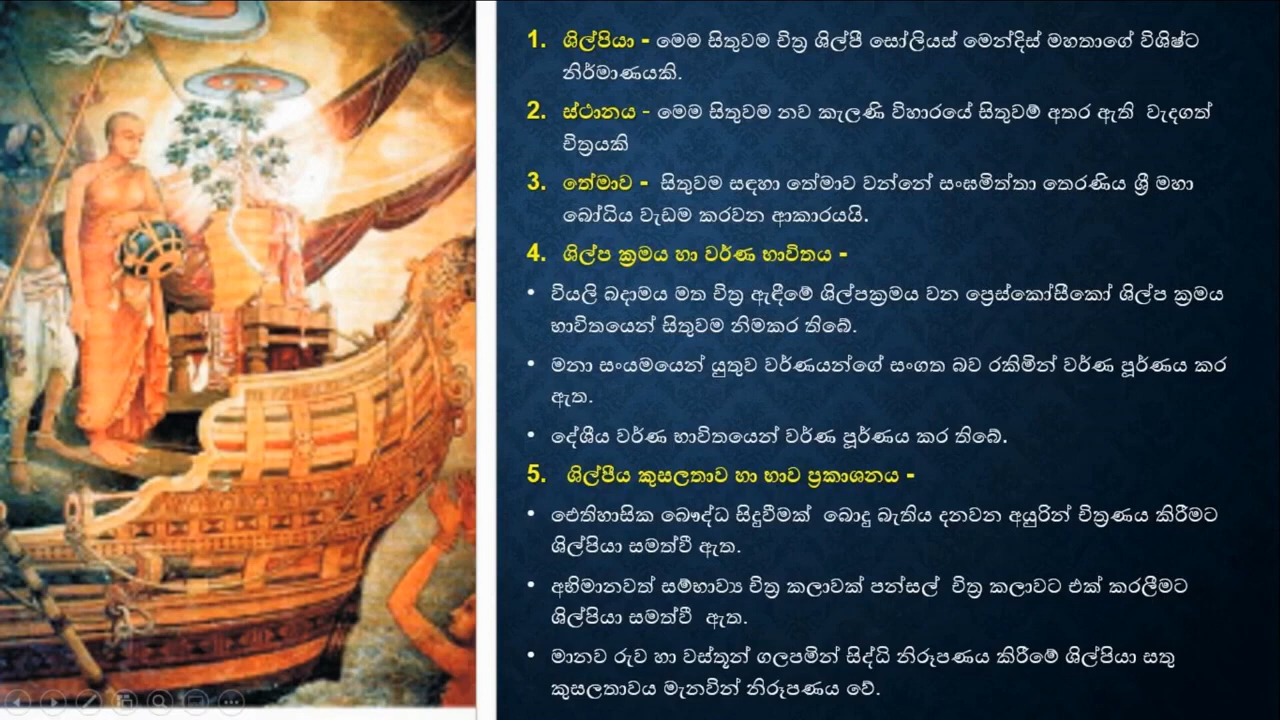 1. ශිල්පියා - මෙම සිතුවම චිත්‍ර ශිල්පී සෝලියස් මෙන්දිස් මහතාගේ විශිෂ්ට
නිර්මාණයකි.
2. ස්ථානය - මෙම සිතුවම නව කැලණි විහාරයේ සිතුවම් අතර ඇති වැදගත්
චිත්‍රයකි
3. තේමාව - සිතුවම සඳහා තේමාව වන්නේ සංඝමිත්තා තෙරණිය ශ්‍රී මහා
බෝධිය වැඩම කරවන ආකාරයයි.
4. ශිල්ප ක්‍රමය හා වර්ණ භාවිතය -
• වියලි බදාමය මත චිත්‍ර ඇඳීමේ ශිල්පක්‍රමය වන ප්‍රෙස්කෝසීකෝ ශිල්ප ක්‍රමය
භාවිතයෙන් සිතුවම නිමකර තිබේ.
• මනා සංයමයෙන් යුතුව වර්ණයන්ගේ සංගත බව රකිමින් වර්ණ පූර්ණය කර
ඇත.
• දේශීය වර්ණ භාවිතයෙන් වර්ණ පූර්ණය කර තිබේ.
5. ශිල්පීය කුසලතාව හා භාව ප්‍රකාශනය -
• ඓතිහාසික බෞද්ධ සිදුවීමක් බොදු බැතිය දනවන අයුරින් චිත්‍රණය කිරීමට
ශිල්පියා සමත්වී ඇත.
• අභිමානවත් සම්භාව්‍ය චිත්‍ර කලාවක් පන්සල් චිත්‍ර කලාවට එක් කරලීමට
ශිල්පියා සමත්වී ඇත.
• මානව රුව හා වස්තූන් ගලපමින් සිද්ධි නිරූපණය කිරීමේ ශිල්පියා සතු
කුසලතාවය මැනවින් නිරූපණය වේ.